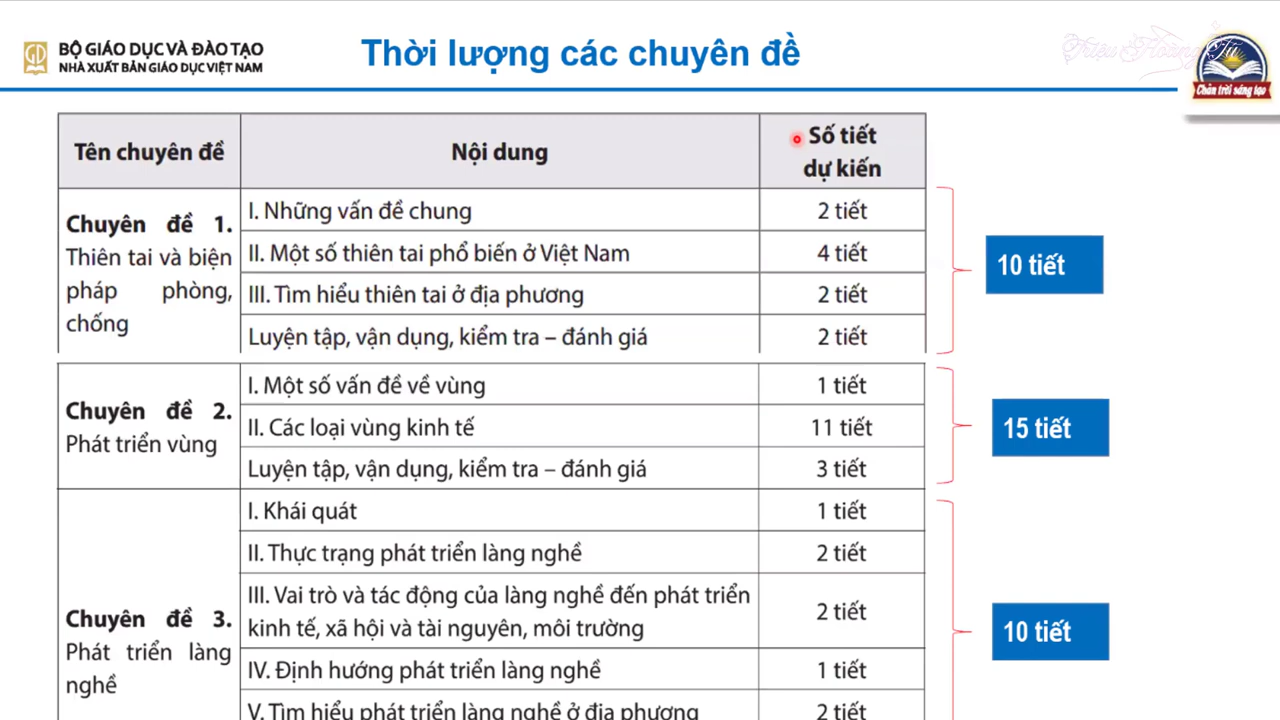 BỘ GIÁO DỤC VÀ ĐÀO TẠO
NHÀ XUẤT BẢN GIÁO DỤC VIỆT NAM
Thời lượng các chuyên đề
Triệu Hoàng Tú
Chân trời sáng tạo
Tên chuyên đề
Nội dung
Số tiết
dự kiến
Chuyên đề 1.
Thiên tai và biện
pháp phòng,
chống
I. Những vấn đề chung
2 tiết
II. Một số thiên tai phổ biến ở Việt Nam
4 tiết
III. Tìm hiểu thiên tai ở địa phương
2 tiết
Luyện tập, vận dụng, kiểm tra – đánh giá
2 tiết
10 tiết
Chuyên đề 2.
Phát triển vùng
I. Một số vấn đề về vùng
1 tiết
II. Các loại vùng kinh tế
11 tiết
Luyện tập, vận dụng, kiểm tra – đánh giá
3 tiết
15 tiết
Chuyên đề 3.
Phát triển làng
nghề
I. Khái quát
1 tiết
II. Thực trạng phát triển làng nghề
2 tiết
III. Vai trò và tác động của làng nghề đến phát triển
kinh tế, xã hội và tài nguyên, môi trường
2 tiết
IV. Định hướng phát triển làng nghề
1 tiết
V. Tìm hiểu phát triển làng nghề ở địa phương
2 tiết
10 tiết